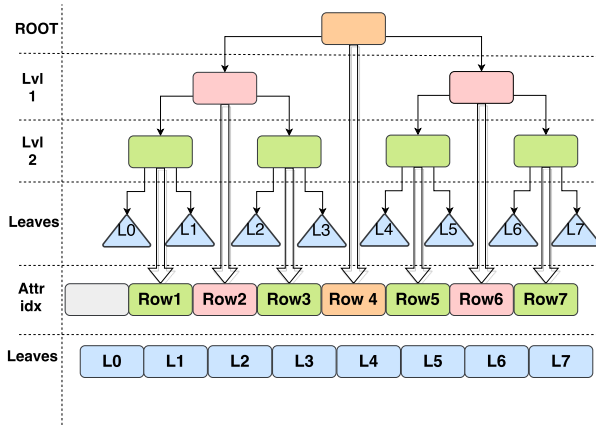 ROOT
Lvl
1
Lvl
2
Leaves
L0 L1 L2 L3 L4 L5 L6 L7
Attr
idx
Row1 Row2 Row3 Row 4 Row5 Row6 Row7
Leaves
L0 L1 L2 L3 L4 L5 L6 L7